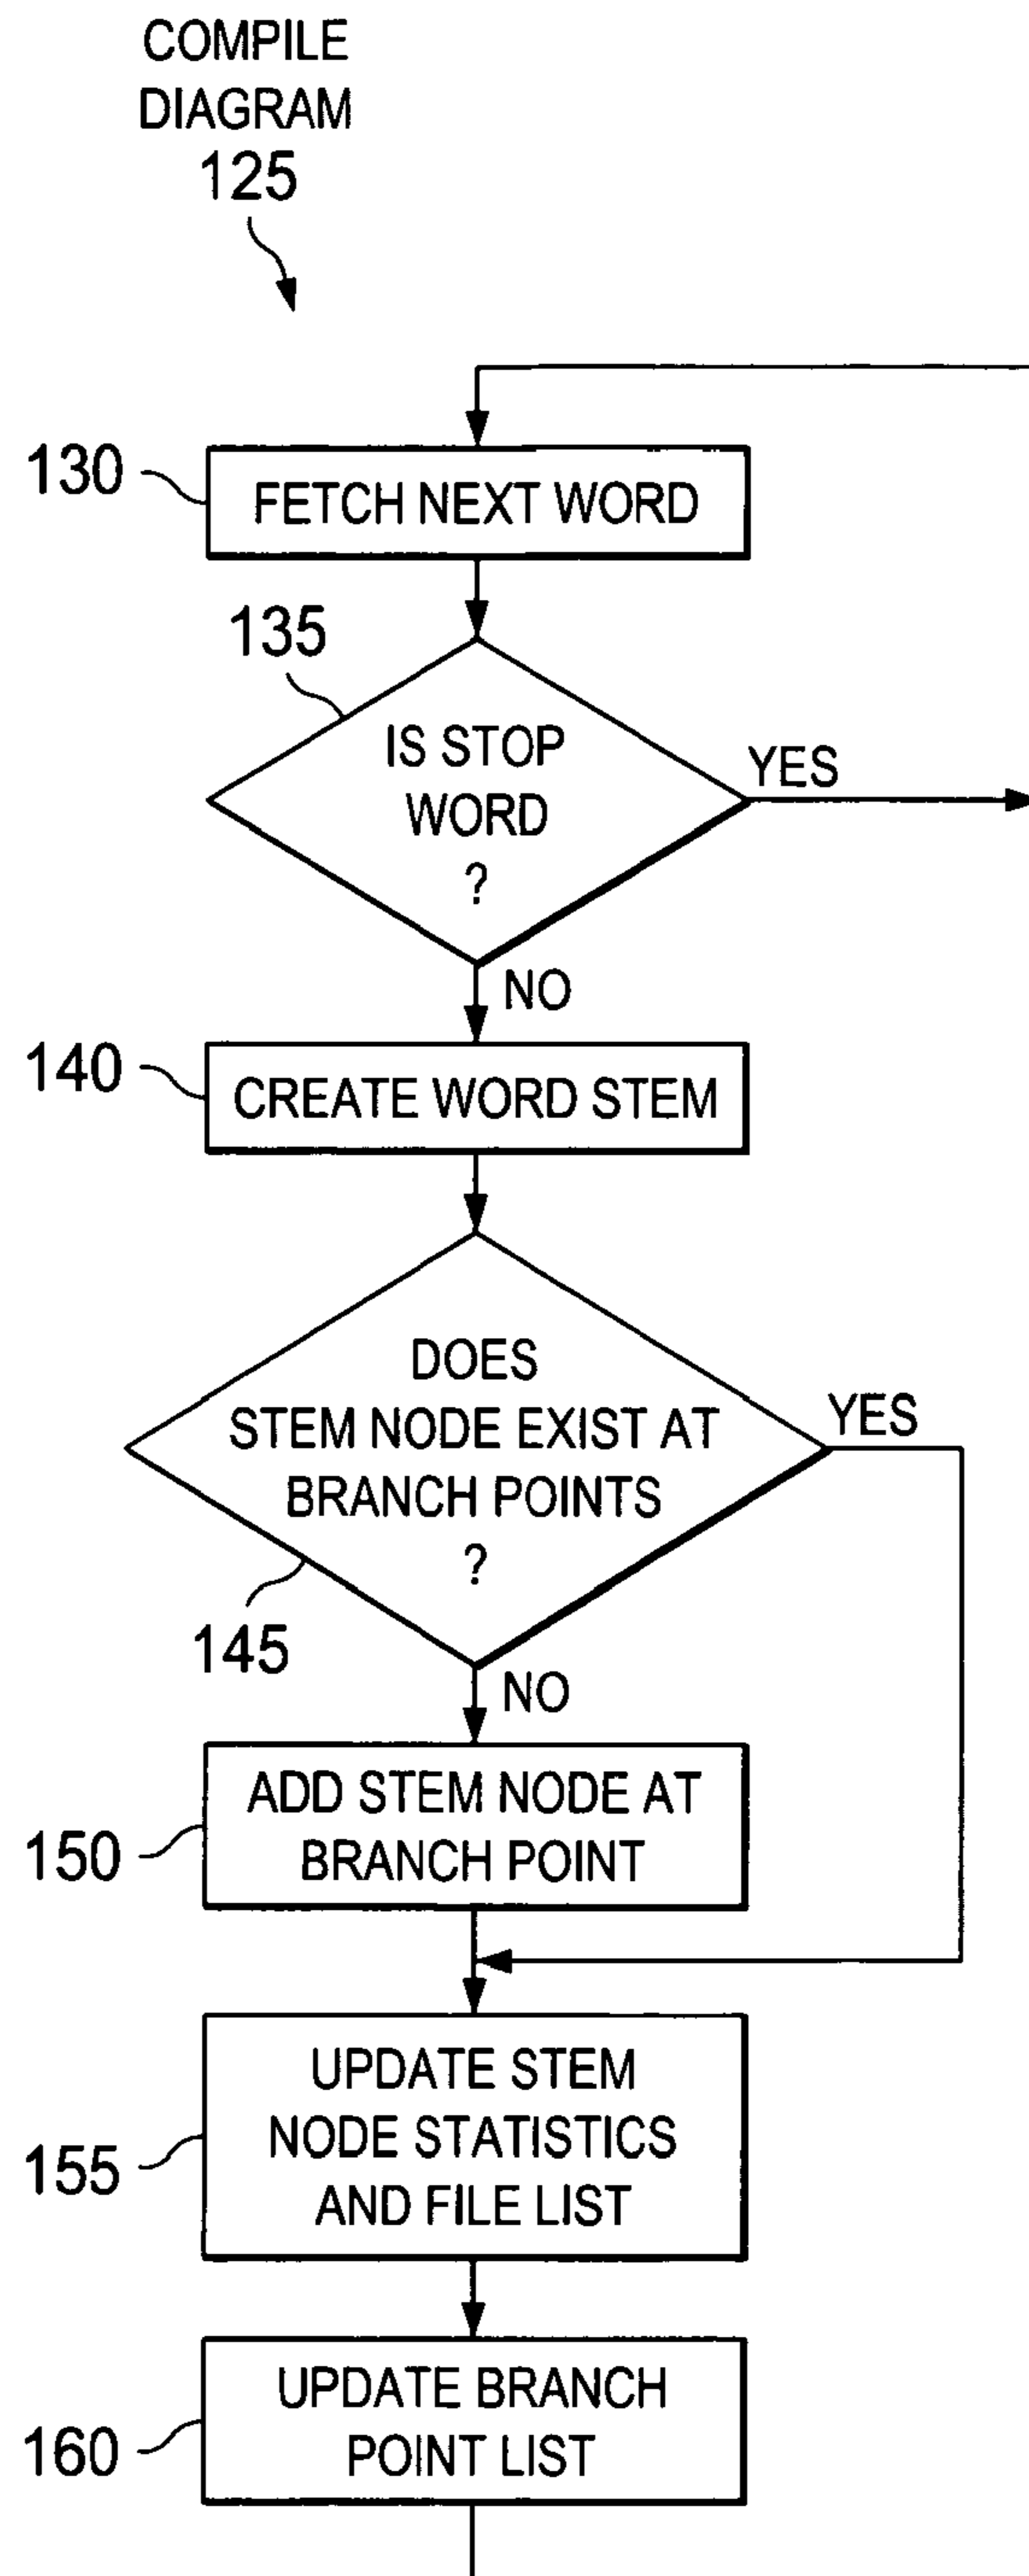 COMPILE
DIAGRAM
125
130
FETCH NEXT WORD
135
IS STOP
WORD
?
YES
NO
140
CREATE WORD STEM
DOES
STEM NODE EXIST AT
BRANCH POINTS
?
YES
145
NO
150
ADD STEM NODE AT
BRANCH POINT
155
UPDATE STEM
NODE STATISTICS
AND FILE LIST
160
UPDATE BRANCH
POINT LIST